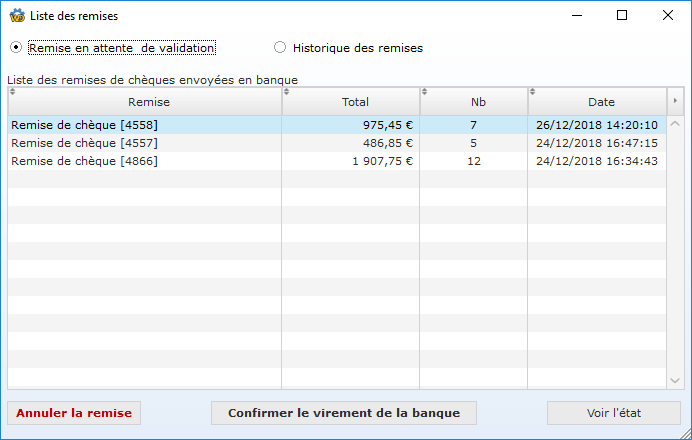 Liste des remises
Remise en attente de validation Historique des remises
Liste des remises de chèques envoyées en banque
Remise Total Nb Date
Remise de chèque [4558] 975,45 € 7 26/12/2018 14:20:10
Remise de chèque [4557] 486,85 € 5 24/12/2018 16:47:15
Remise de chèque [4866] 1 907,75 € 12 24/12/2018 16:34:43
Annuler la remise Confirmer le virement de la banque Voir l'état